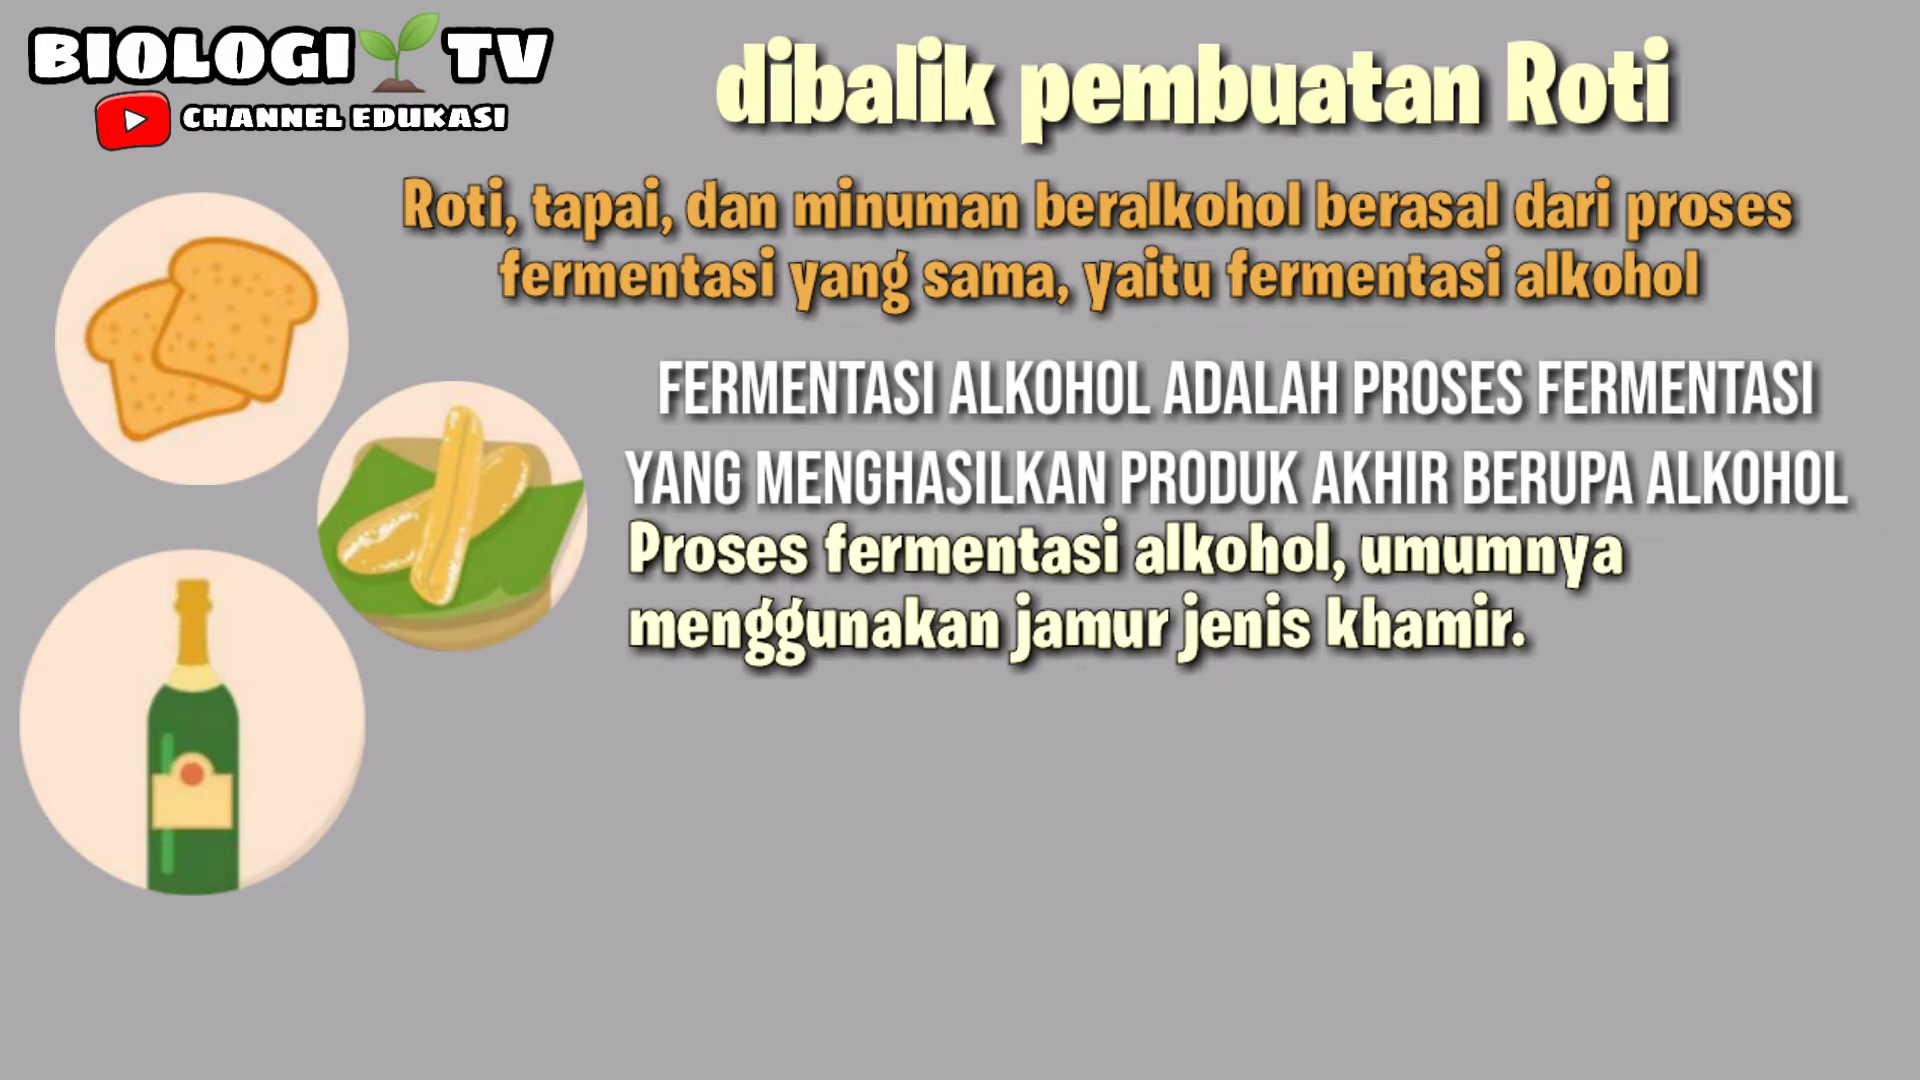 BIOLOGI TV
CHANNEL EDUKASI
dibalik pembuatan Roti
Roti, tapai, dan minuman beralkohol berasal dari proses
fermentasi yang sama, yaitu fermentasi alkohol
FERMENTASI ALKOHOL ADALAH PROSES FERMENTASI
YANG MENGHASILKAN PRODUK AKHIR BERUPA ALKOHOL
Proses fermentasi alkohol, umumnya
menggunakan jamur jenis khamir.